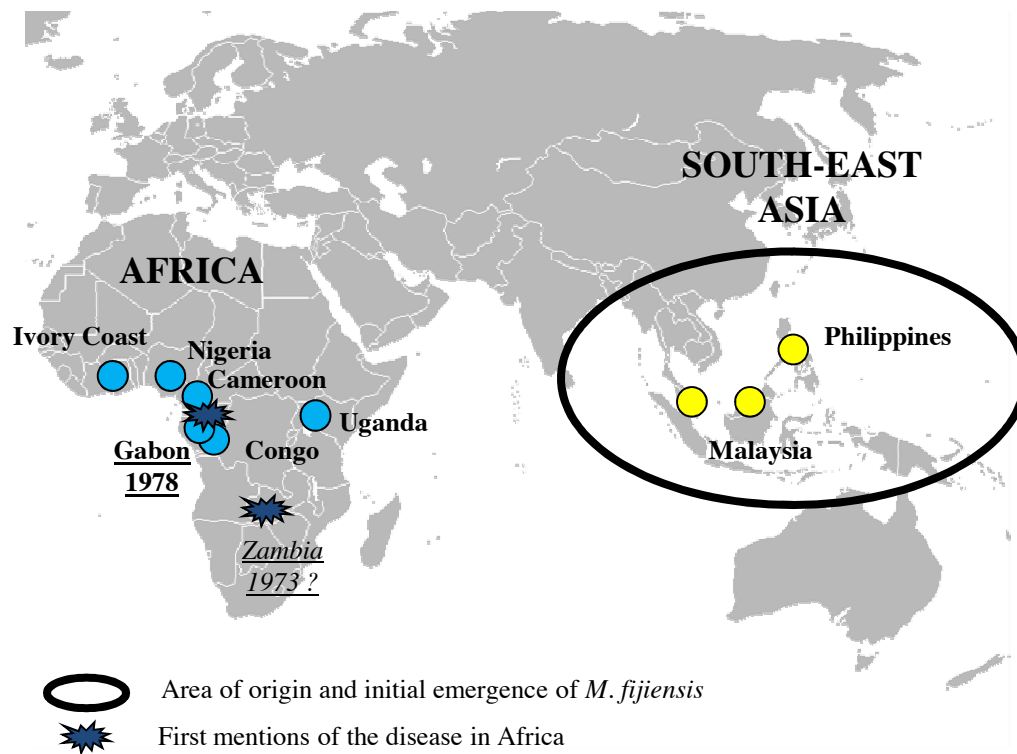 SOUTH-EAST
ASIA
AFRICA
Ivory Coast
Nigeria
Cameroon
Philippines
Uganda
Gabon
1978
Congo
Malaysia
Zambia
1973 ?
Area of origin and initial emergence of M. fijiensis
First mentions of the disease in Africa